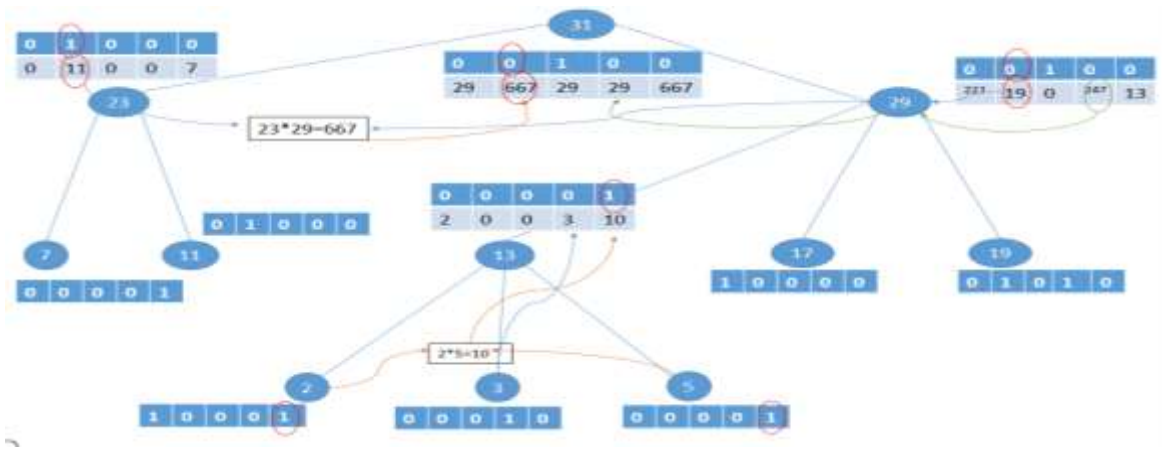 31
0 1 0 0 0
0 11 0 0 7
0 0 1 0 0
29 667 29 29 667
0 0 1 0 0
19 0 13
23
29
23*29=667
0 0 0 0 1
2 0 0 3 10
0 1 0 0 0
7
11
13
17
19
0 0 0 0 1
1 0 0 0 0
0 1 0 1 0
2*5=10
2
3
5
1 0 0 0 1
0 0 0 1 0
0 0 0 0 1